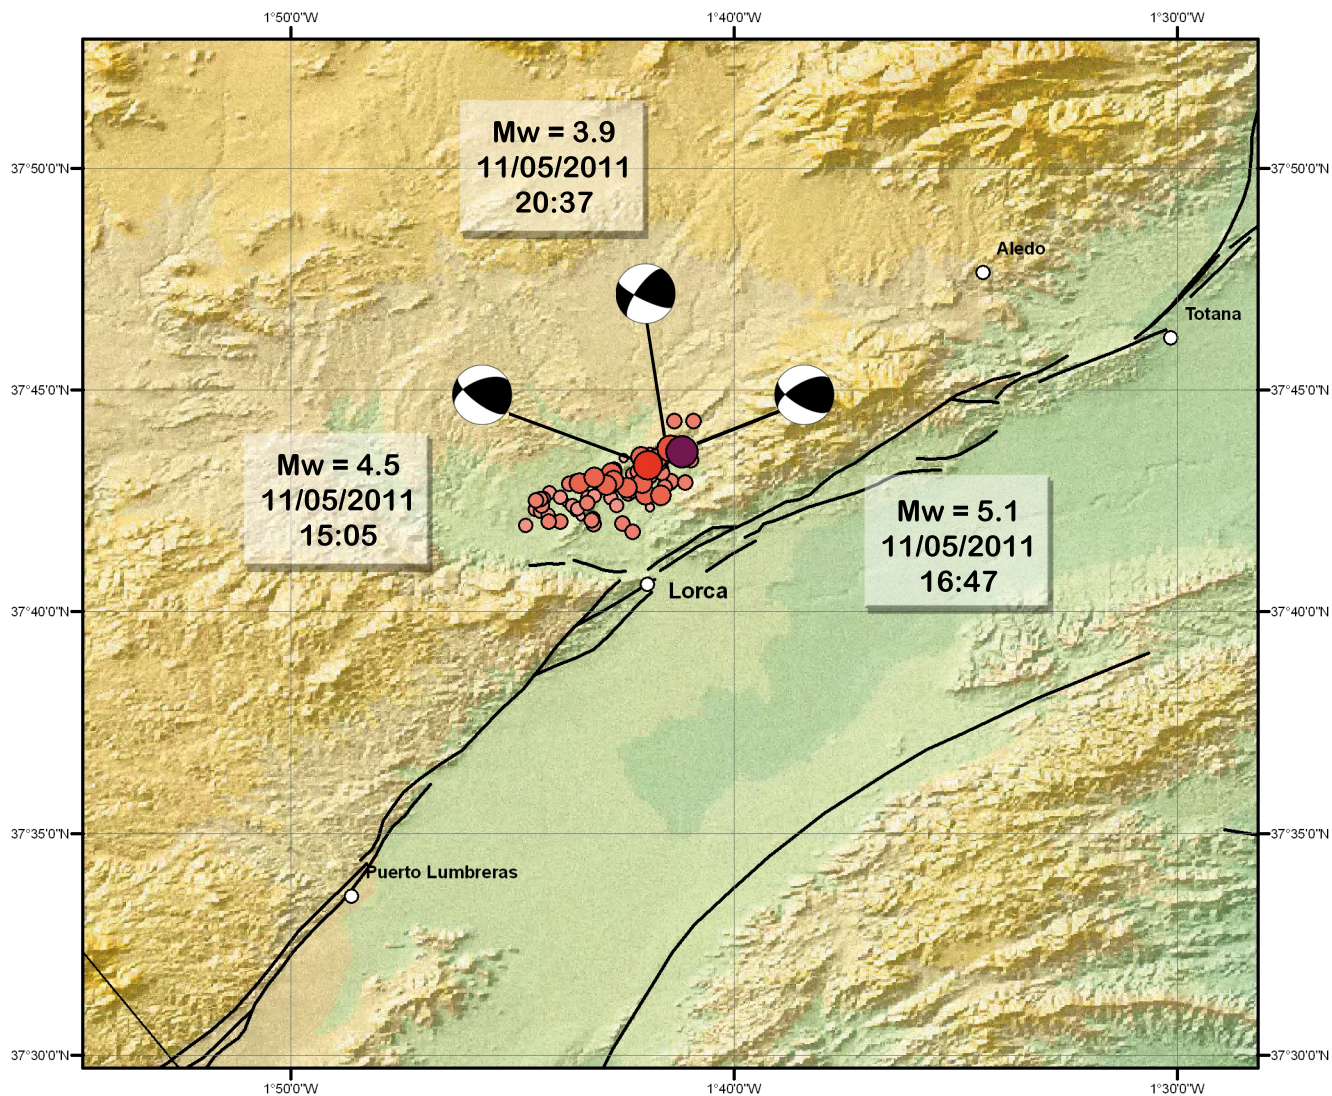 1°50'0"W
1°40'0"W
1°30'0"W
Mw = 3.9
11/05/2011
20:37
37°50'0"N
37°50'0"N
Aledo
Totana
37°45'0"N
37°45'0"N
Mw = 4.5
11/05/2011
15:05
Mw = 5.1
11/05/2011
16:47
Lorca
37°40'0"N
37°40'0"N
37°35'0"N
37°35'0"N
Puerto Lumbreras
37°30'0"N
37°30'0"N
1°50'0"W
1°40'0"W
1°30'0"W